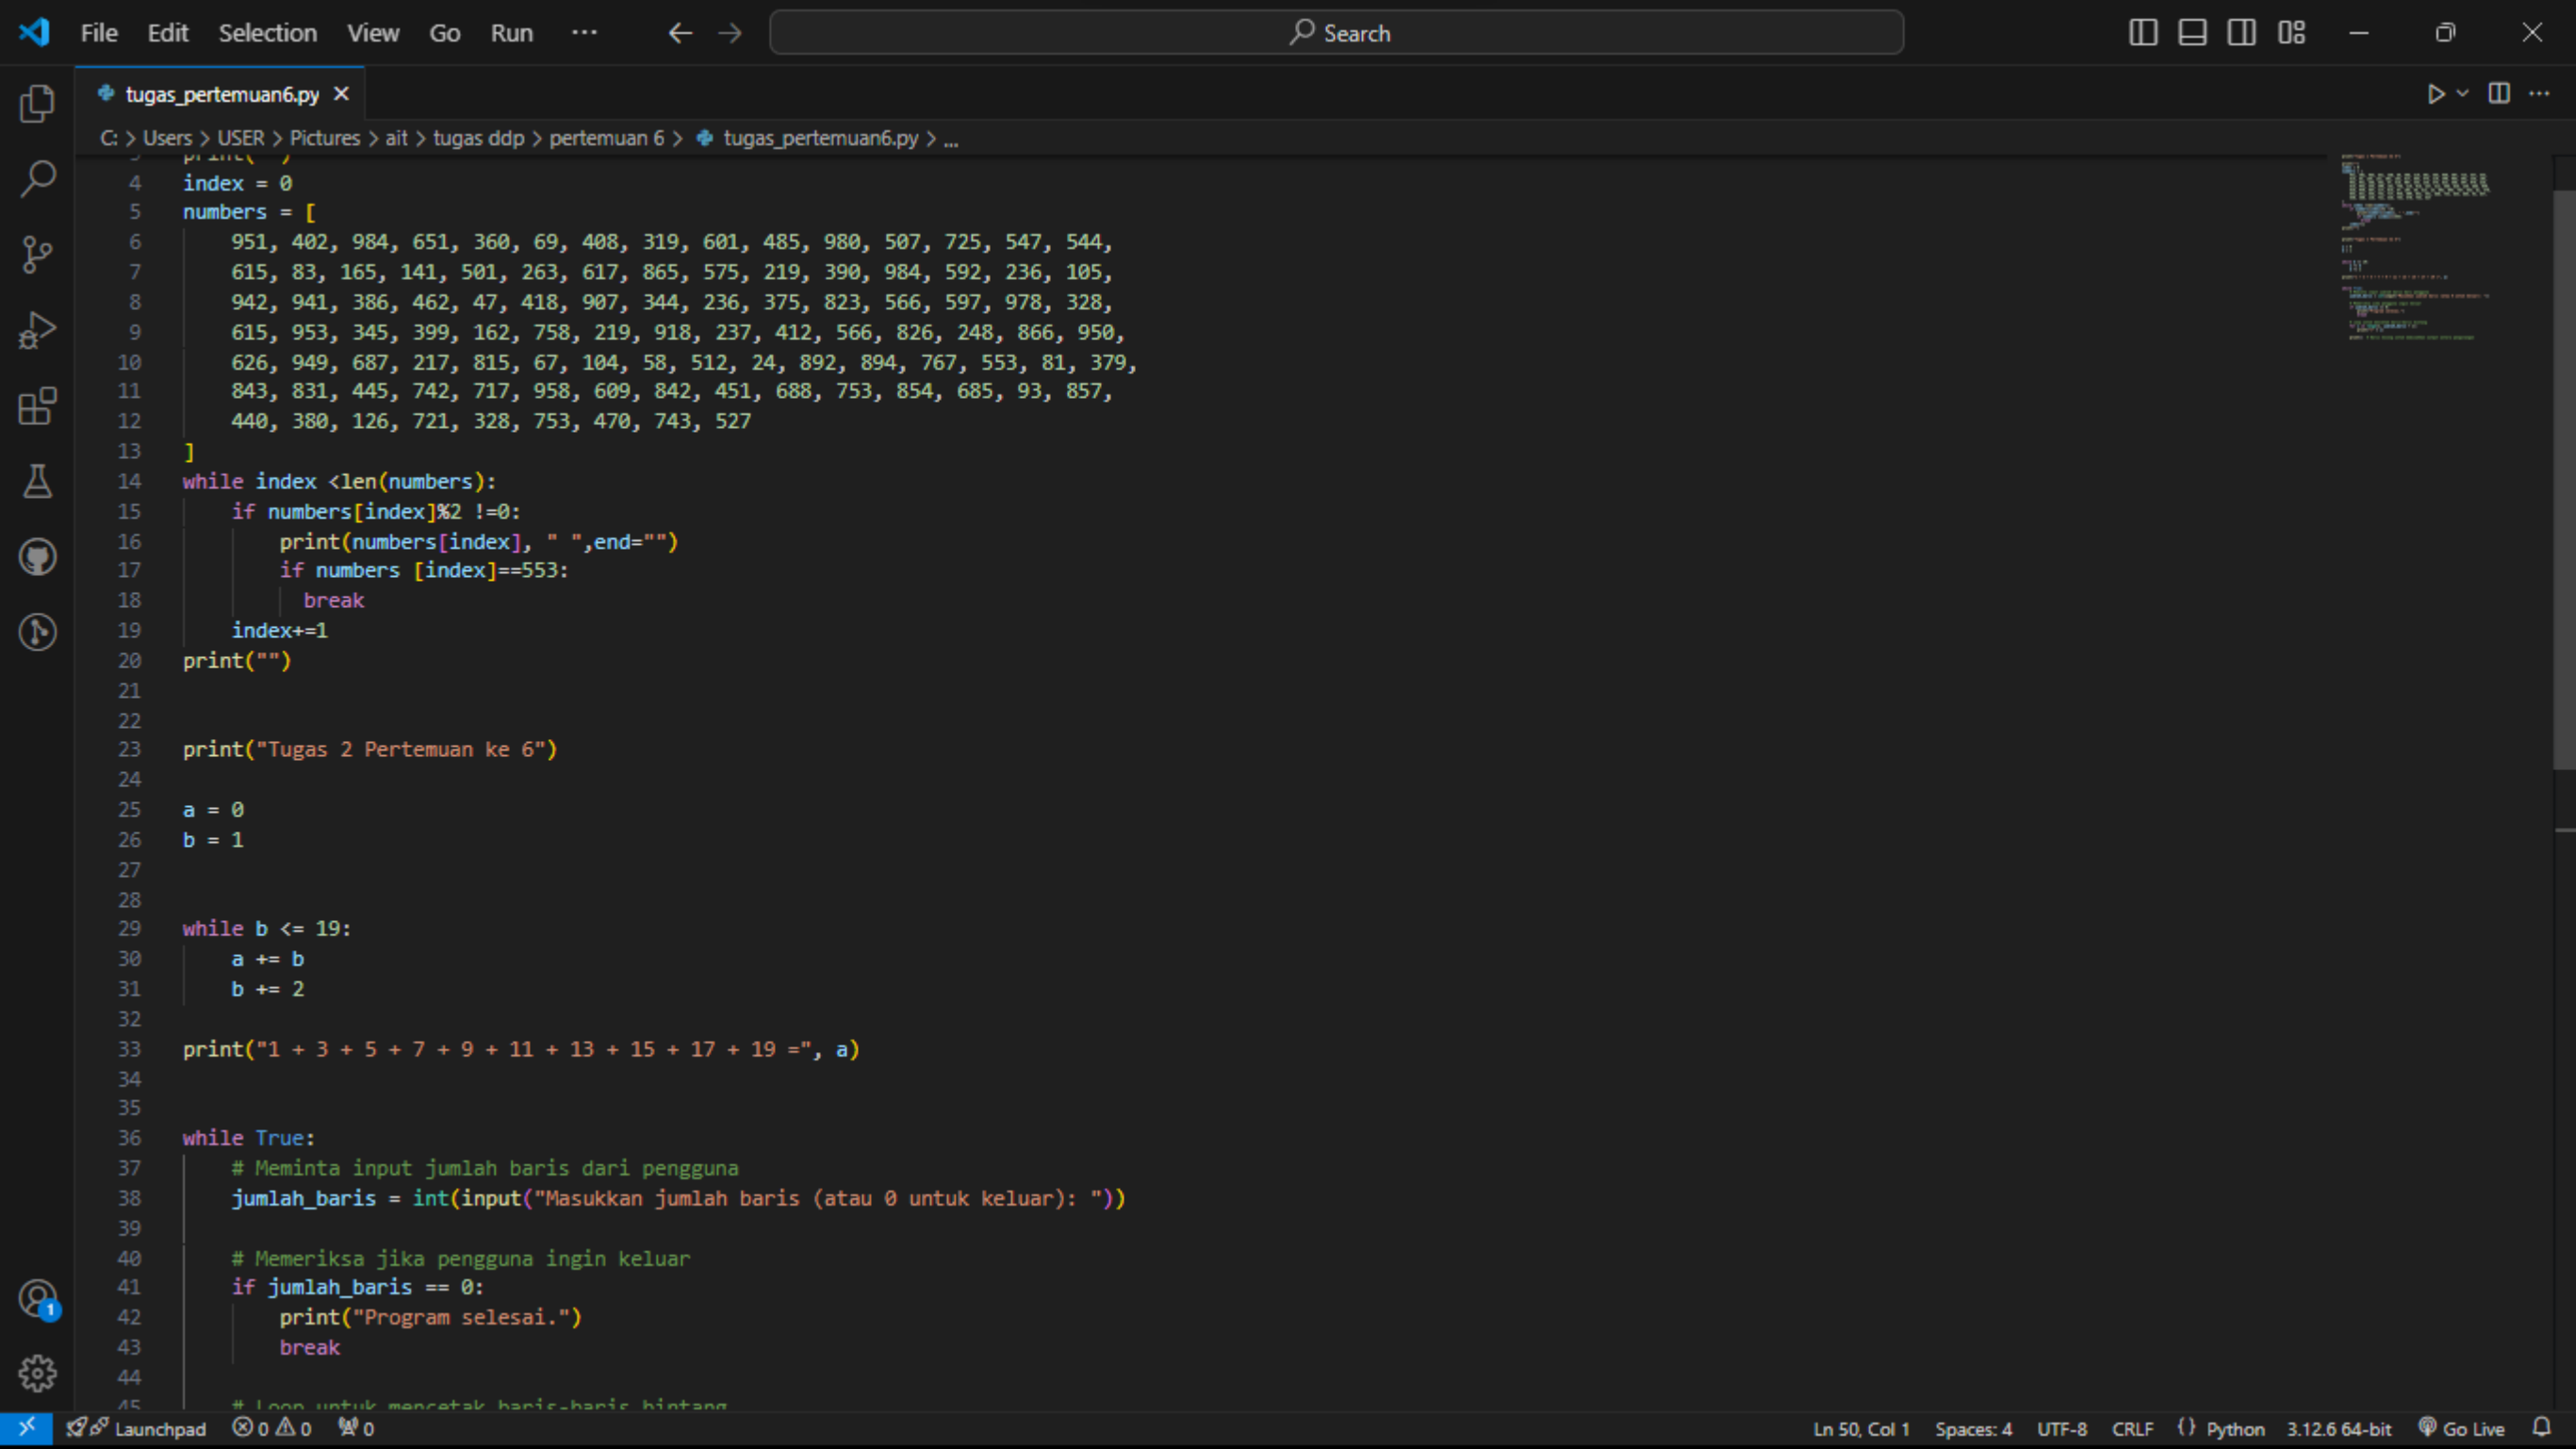 File Edit Selection View Go Run ··· Search
tugas_pertemuan6.py
C: > Users > USER > Pictures > ait > tugas ddp > pertemuan 6 > tugas_pertemuan6.py > ...
4 index = 0
5 numbers = [
6 951, 402, 984, 651, 360, 69, 408, 319, 601, 485, 980, 507, 725, 547, 544,
7 615, 83, 165, 141, 501, 263, 617, 865, 575, 219, 390, 984, 592, 236, 105,
8 942, 941, 386, 462, 47, 418, 907, 344, 236, 375, 823, 566, 597, 978, 328,
9 615, 953, 345, 399, 162, 758, 219, 918, 237, 412, 566, 826, 248, 866, 950,
10 626, 949, 687, 217, 815, 67, 104, 58, 512, 24, 892, 894, 767, 553, 81, 379,
11 843, 831, 445, 742, 717, 958, 609, 842, 451, 688, 753, 854, 685, 93, 857,
12 440, 380, 126, 721, 328, 753, 470, 743, 527
13 ]
14 while index <len(numbers):
15 if numbers[index]%2 !=0:
16 print(numbers[index], " ",end="")
17 if numbers [index]==553:
18 break
19 index+=1
20 print("")
21
22
23 print("Tugas 2 Pertemuan ke 6")
24
25 a = 0
26 b = 1
27
28
29 while b <= 19:
30 a += b
31 b += 2
32
33 print("1 + 3 + 5 + 7 + 9 + 11 + 13 + 15 + 17 + 19 =", a)
34
35
36 while True:
37 # Meminta input jumlah baris dari pengguna
38 jumlah_baris = int(input("Masukkan jumlah baris (atau 0 untuk keluar): "))
39
40 # Memeriksa jika pengguna ingin keluar
41 if jumlah_baris == 0:
42 print("Program selesai.")
43 break
44
45 # Loop untuk mencetak baris-baris bintang
1
Launchpad 0 0 0 Ln 50, Col 1 Spaces: 4 UTF-8 CRLF {} Python 3.12.6 64-bit Go Live